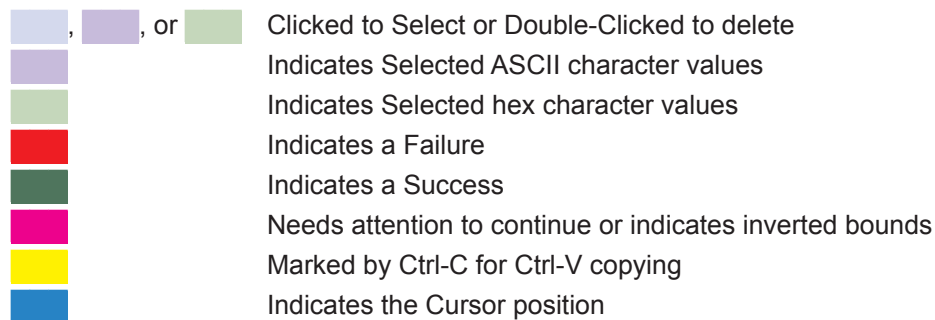 , , or Clicked to Select or Double-Clicked to delete
Indicates Selected ASCII character values
Indicates Selected hex character values
Indicates a Failure
Indicates a Success
Needs attention to continue or indicates inverted bounds
Marked by Ctrl-C for Ctrl-V copying
Indicates the Cursor position